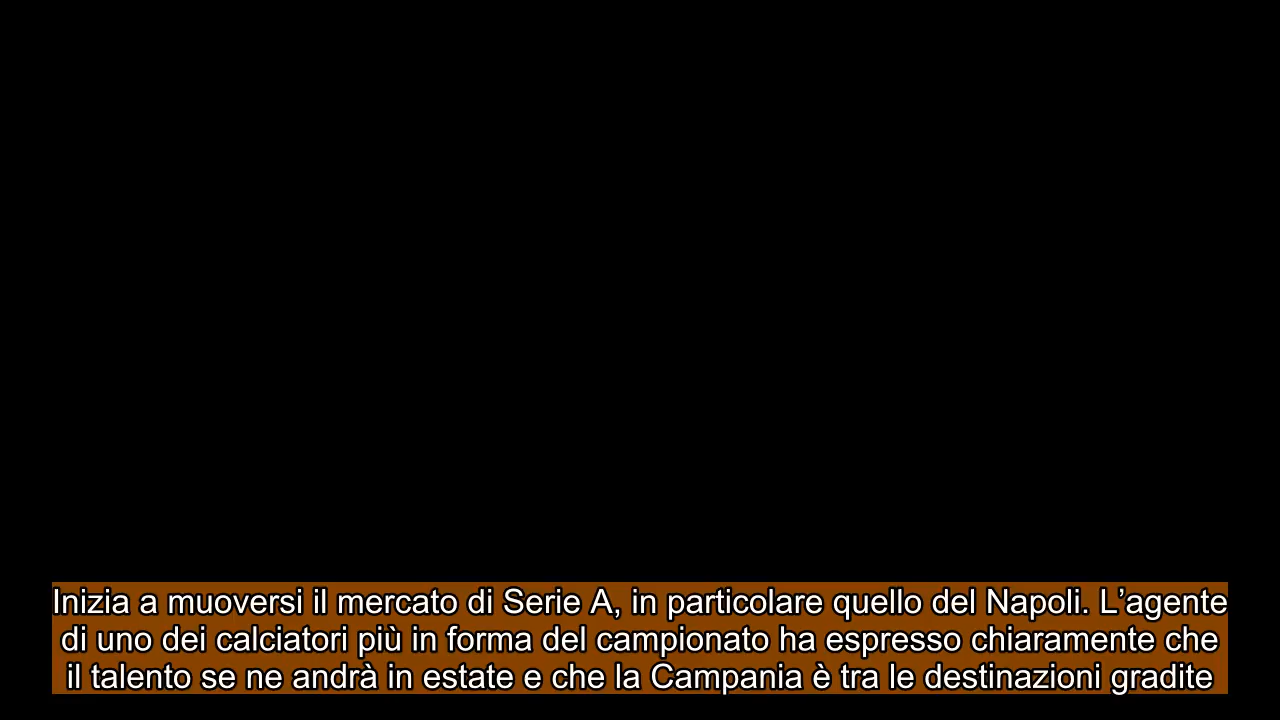 Inizia a muoversi il mercato di Serie A, in particolare quello del Napoli. L’agente
di uno dei calciatori più in forma del campionato ha espresso chiaramente che
il talento se ne andrà in estate e che la Campania è tra le destinazioni gradite